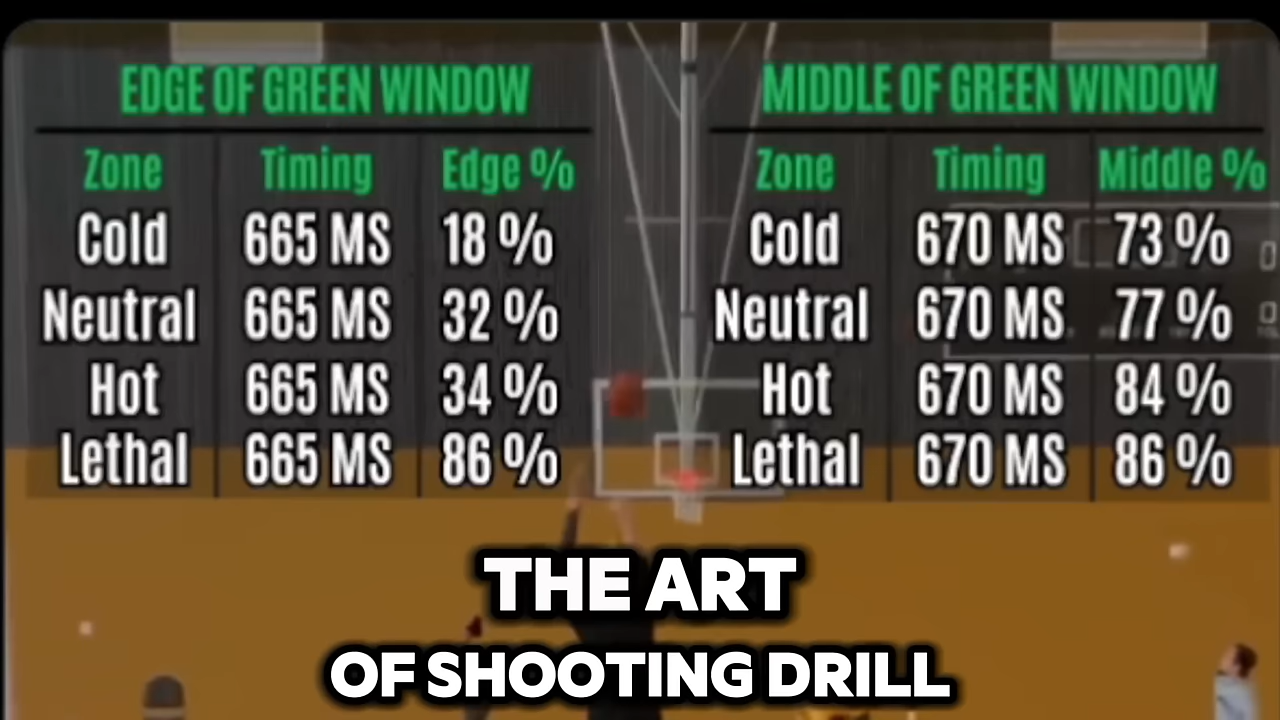 EDGE OF GREEN WINDOW
Zone Timing Edge %
Cold 665 MS 18 %
Neutral 665 MS 32 %
Hot 665 MS 34 %
Lethal 665 MS 86 %
MIDDLE OF GREEN WINDOW
Zone Timing Middle %
Cold 670 MS 73 %
Neutral 670 MS 77 %
Hot 670 MS 84 %
Lethal 670 MS 86 %
THE ART
OF SHOOTING DRILL